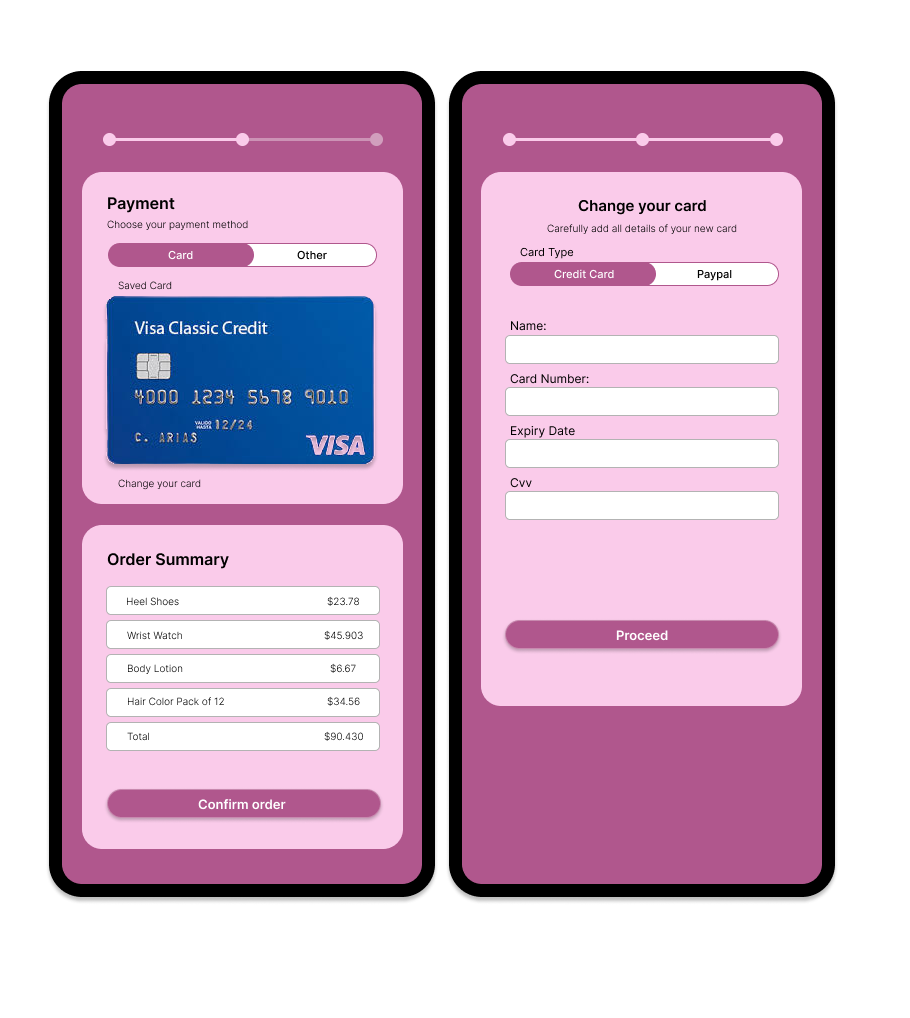 Payment
Choose your payment method
Card Other
Saved Card
Visa Classic Credit
4000 1234 5678 9010
VALIDO HASTA 12/24
C. ARIAS
VISA
Change your card
Order Summary
Heel Shoes $23.78
Wrist Watch $45.903
Body Lotion $6.67
Hair Color Pack of 12 $34.56
Total $90.430
Confirm order
Change your card
Carefully add all details of your new card
Card Type
Credit Card Paypal
Name:
Card Number:
Expiry Date
Cvv
Proceed